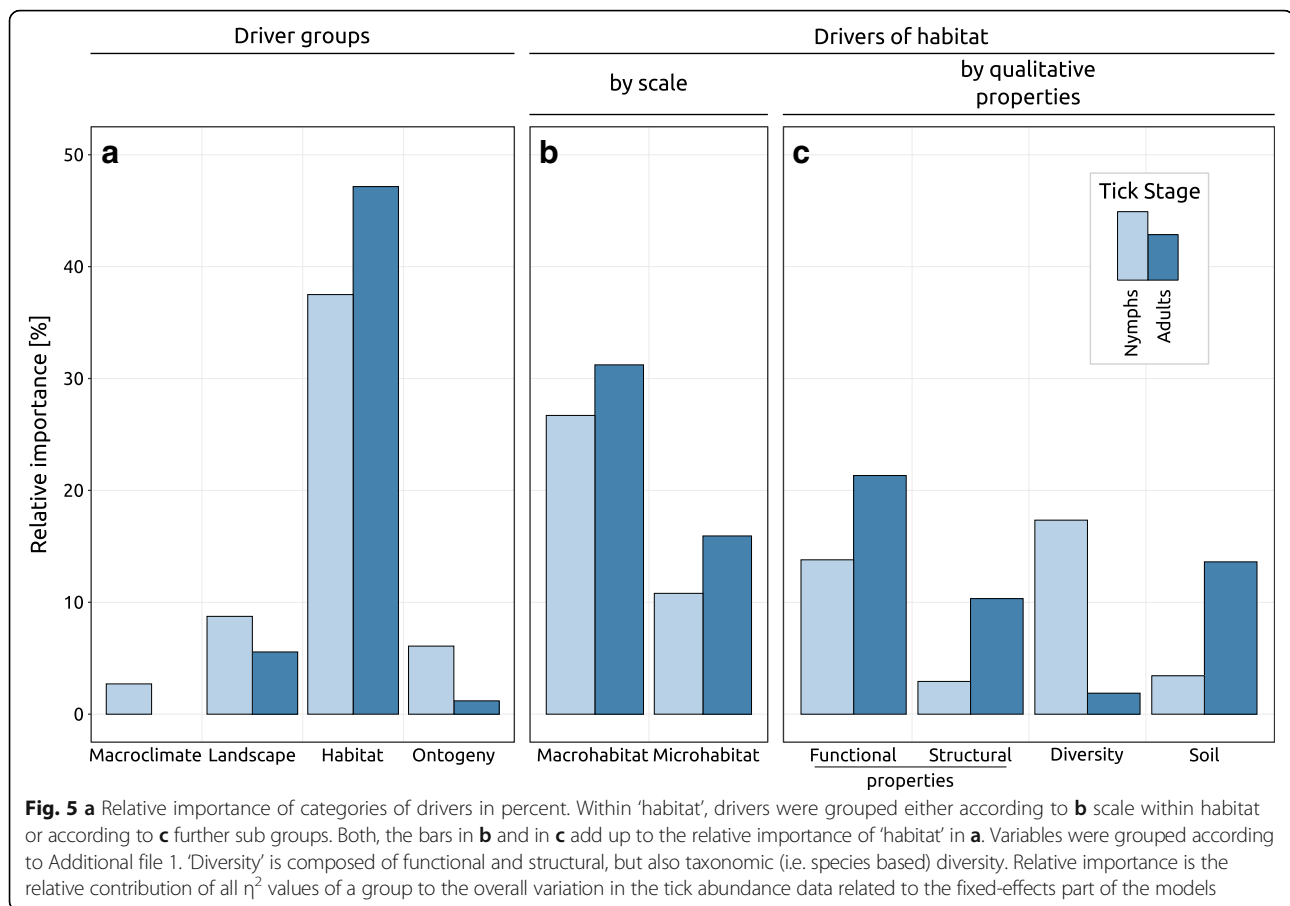 Driver groups
Drivers of habitat
by scale
by qualitative
properties
a
b
c
Tick Stage
Nymphs
Adults
Relative importance [%]
50
40
30
20
10
0
Macroclimate Landscape Habitat Ontogeny
Macrohabitat Microhabitat
Functional Structural Diversity Soil
properties
Fig. 5 a Relative importance of categories of drivers in percent. Within ‘habitat’, drivers were grouped either according to b scale within habitat
or according to c further sub groups. Both, the bars in b and in c add up to the relative importance of ‘habitat’ in a. Variables were grouped according
to Additional file 1. ‘Diversity’ is composed of functional and structural, but also taxonomic (i.e. species based) diversity. Relative importance is the
relative contribution of all η² values of a group to the overall variation in the tick abundance data related to the fixed-effects part of the models